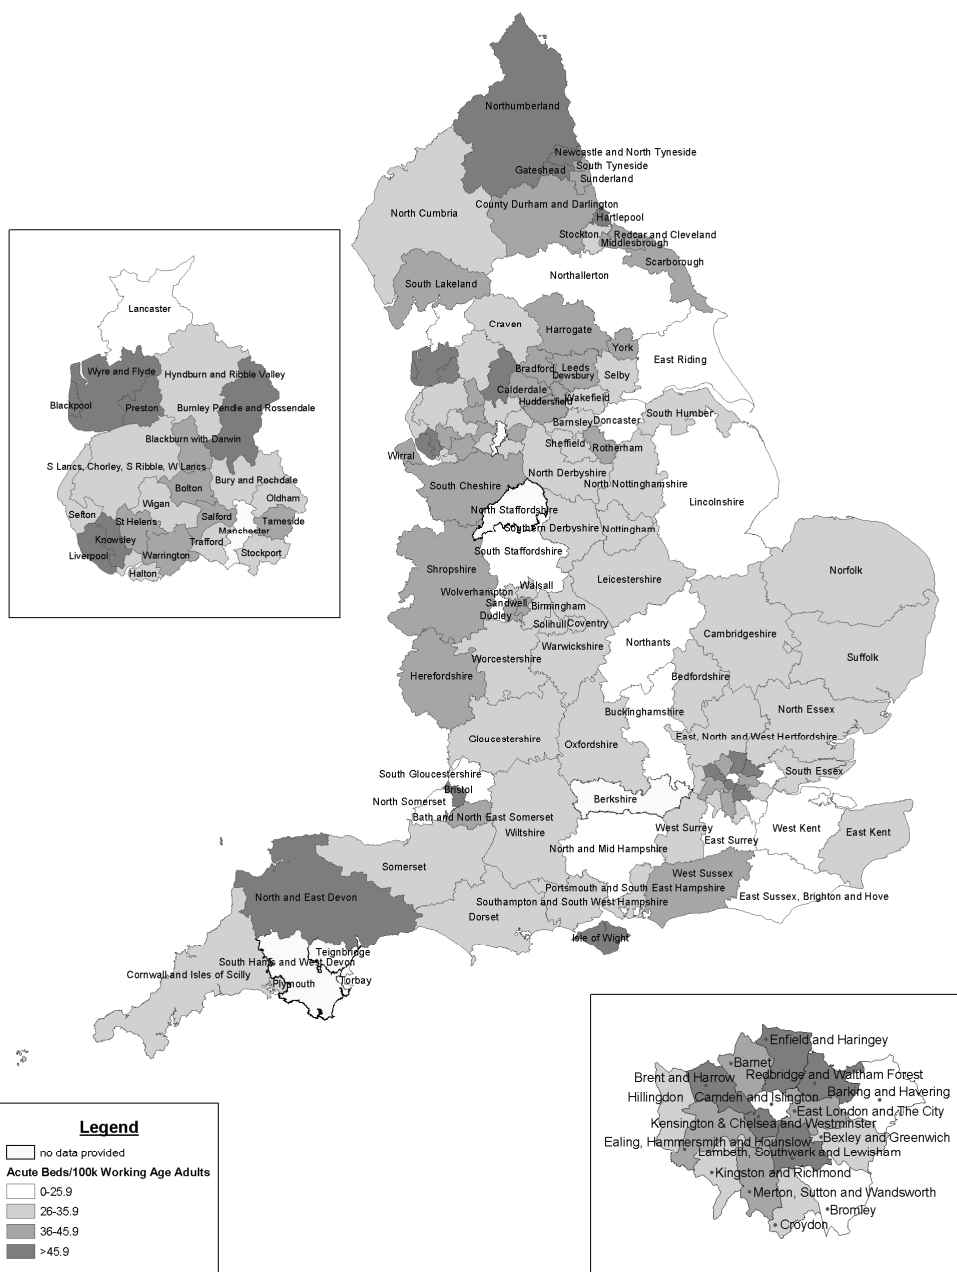 Northumberland
Newcastle and North Tyneside
South Tyneside
Gateshead
Sunderland
County Durham and Darlington
North Cumbria
Hartlepool
Stockton
Redcar and Cleveland
Middlesbrough
Scarborough
Northallerton
South Lakeland
Craven
Harrogate
York
East Riding
Bradford
Leeds
Dewsbury
Selby
Calderdale
Huddersfield
Wakefield
Barnsley
Doncaster
South Humber
Sheffield
Rotherham
Wirral
North Derbyshire
South Cheshire
North Nottinghamshire
Lincolnshire
North Staffordshire
Southern Derbyshire
Nottingham
South Staffordshire
Shropshire
Norfolk
Leicestershire
Walsall
Wolverhampton
Sandwell
Birmingham
Dudley
Solihull
Coventry
Cambridgeshire
Northants
Warwickshire
Suffolk
Worcestershire
Herefordshire
Bedfordshire
Buckinghamshire
North Essex
Gloucestershire
Oxfordshire
East, North and West Hertfordshire
South Gloucestershire
South Essex
Bristol
North Somerset
Berkshire
Bath and North East Somerset
Wiltshire
West Surrey
West Kent
East Kent
East Surrey
North and Mid Hampshire
Somerset
West Sussex
Portsmouth and South East Hampshire
North and East Devon
East Sussex, Brighton and Hove
Southampton and South West Hampshire
Dorset
Isle of Wight
Teignbridge
South Hams and West Devon
Cornwall and Isles of Scilly
Plymouth
Torbay
Lancaster
Wyre and Flyde
Hyndburn and Ribble Valley
Blackpool
Preston
Burnley Pendle and Rossendale
Blackburn with Darwin
S Lancs, Chorley, S Ribble, W Lancs
Bury and Rochdale
Bolton
Oldham
Wigan
Sefton
Salford
St Helens
Tameside
Manchester
Knowsley
Trafford
Liverpool
Warrington
Stockport
Halton
Enfield and Haringey
Barnet
Redbridge and Waltham Forest
Brent and Harrow
Barking and Havering
Hillingdon
Camden and Islington
East London and The City
Kensington & Chelsea and Westminster
Bexley and Greenwich
Ealing, Hammersmith and Hounslow
Lambeth, Southwark and Lewisham
Kingston and Richmond
Merton, Sutton and Wandsworth
Bromley
Croydon
Legend
no data provided
Acute Beds/100k Working Age Adults
0-25.9
26-35.9
36-45.9
>45.9